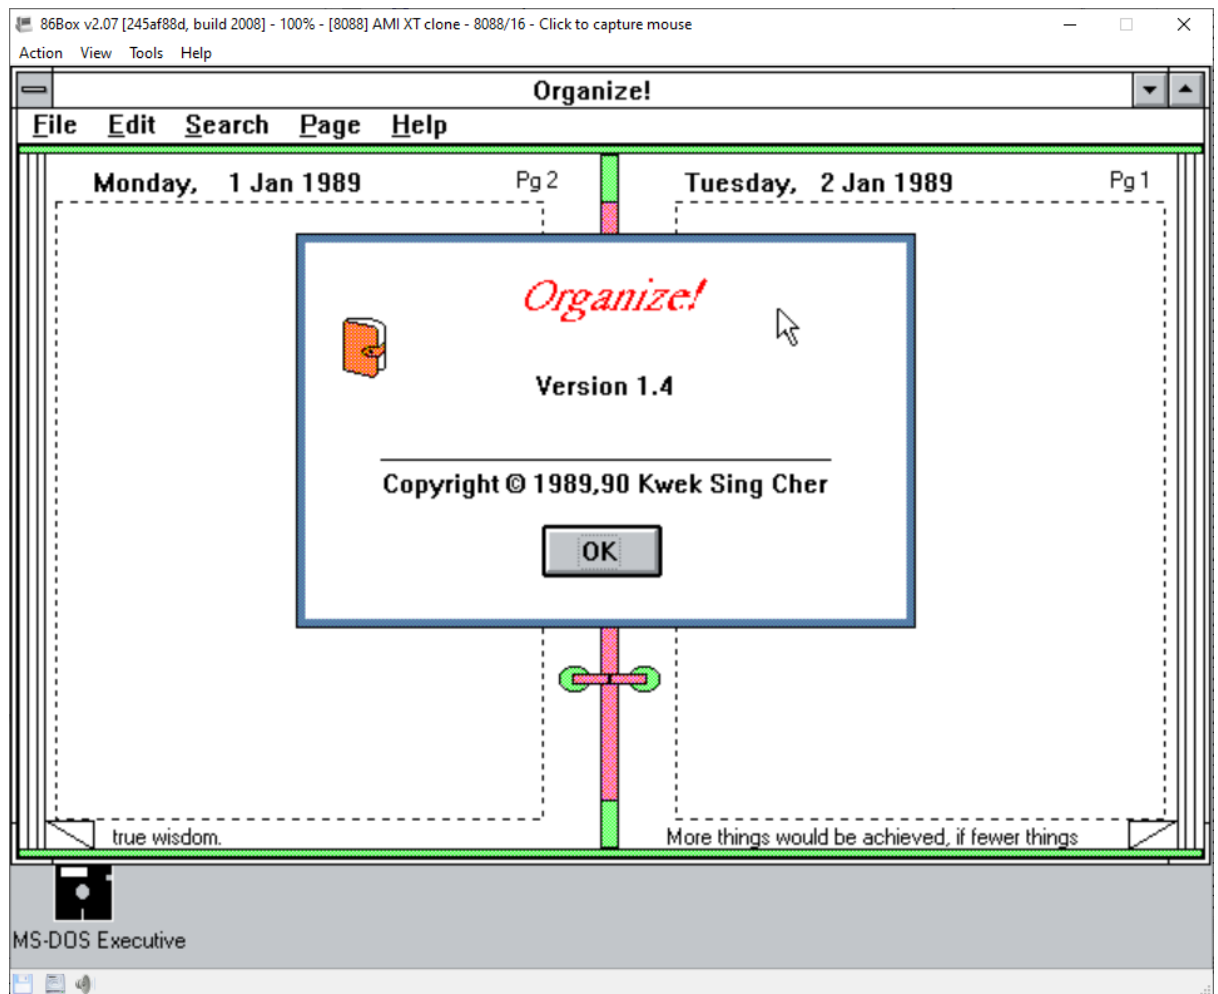 86Box v2.07 [245af88d, build 2008] - 100% - [8088] AMI XT clone - 8088/16 - Click to capture mouse
Action View Tools Help
Organize!
File Edit Search Page Help
Monday, 1 Jan 1989 Pg 2
Tuesday, 2 Jan 1989 Pg 1
Organize!
Version 1.4
Copyright © 1989,90 Kwek Sing Cher
OK
true wisdom.
More things would be achieved, if fewer things
MS-DOS Executive